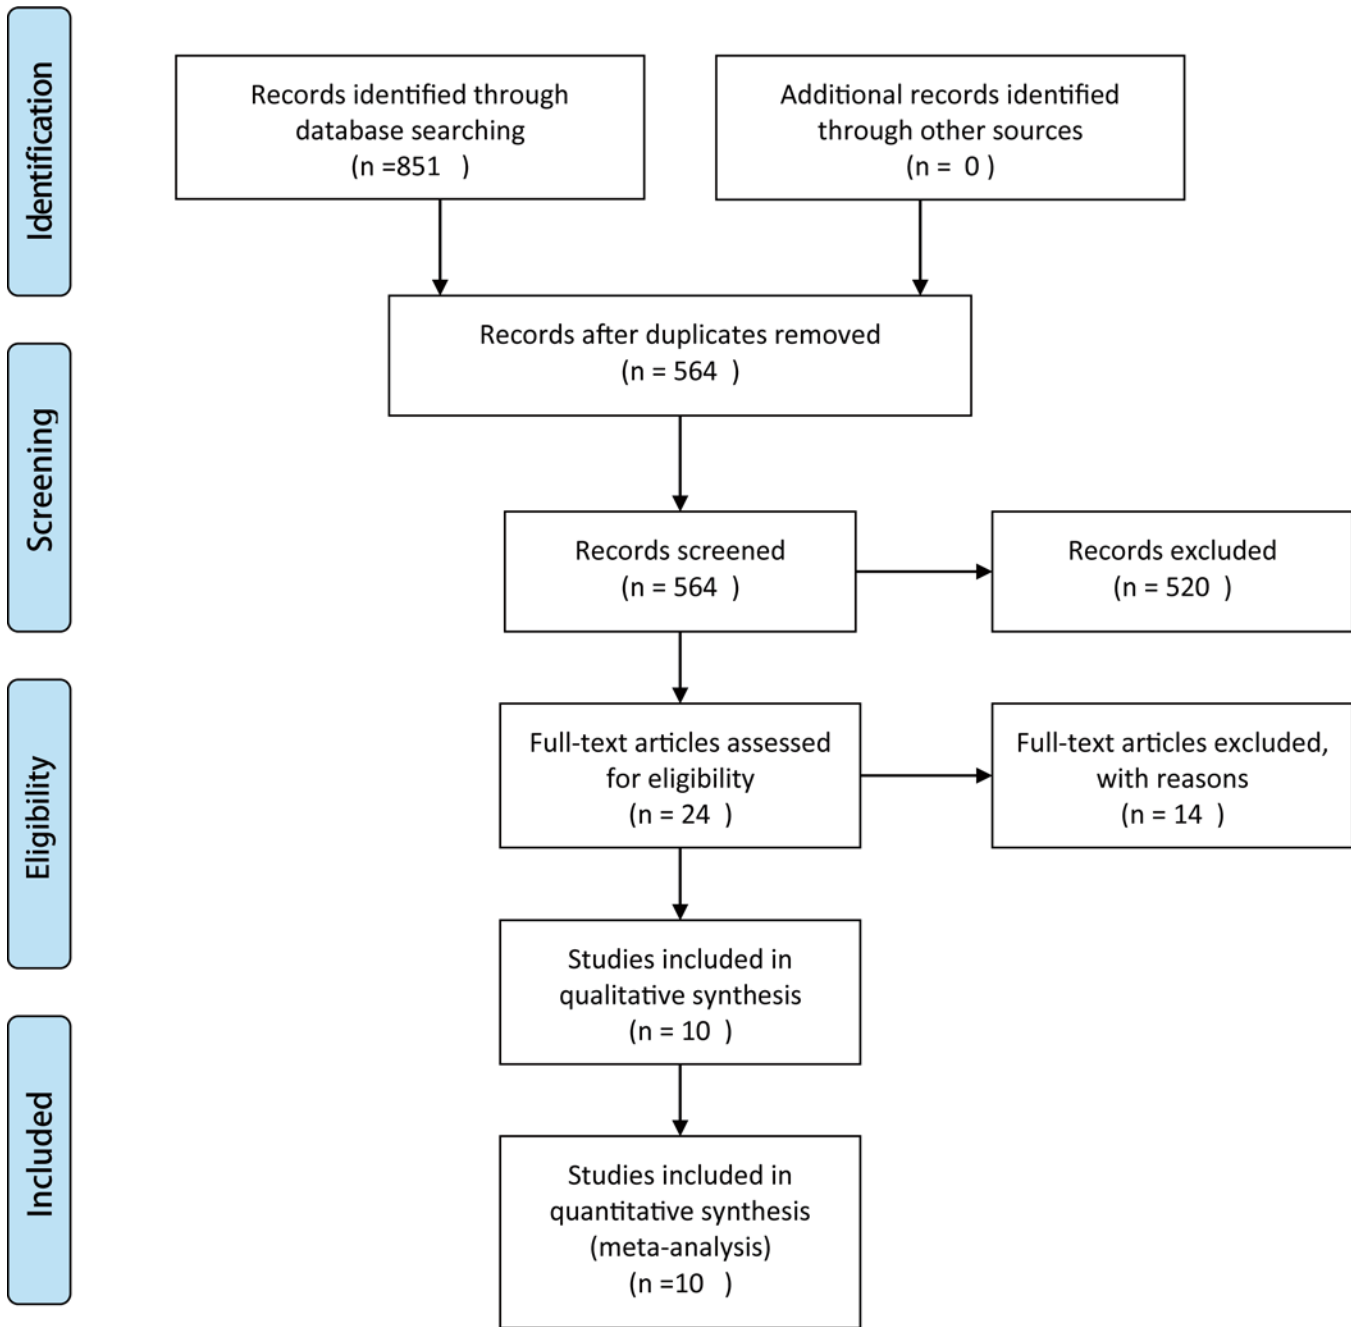 Identification
Records identified through
database searching
(n =851   )
Additional records identified
through other sources
(n =  0 )
Records after duplicates removed
(n = 564  )
Screening
Records screened
(n = 564  )
Records excluded
(n = 520  )
Eligibility
Full-text articles assessed
for eligibility
(n = 24  )
Full-text articles excluded,
with reasons
(n = 14  )
Studies included in
qualitative synthesis
(n = 10  )
Included
Studies included in
quantitative synthesis
(meta-analysis)
(n =10   )